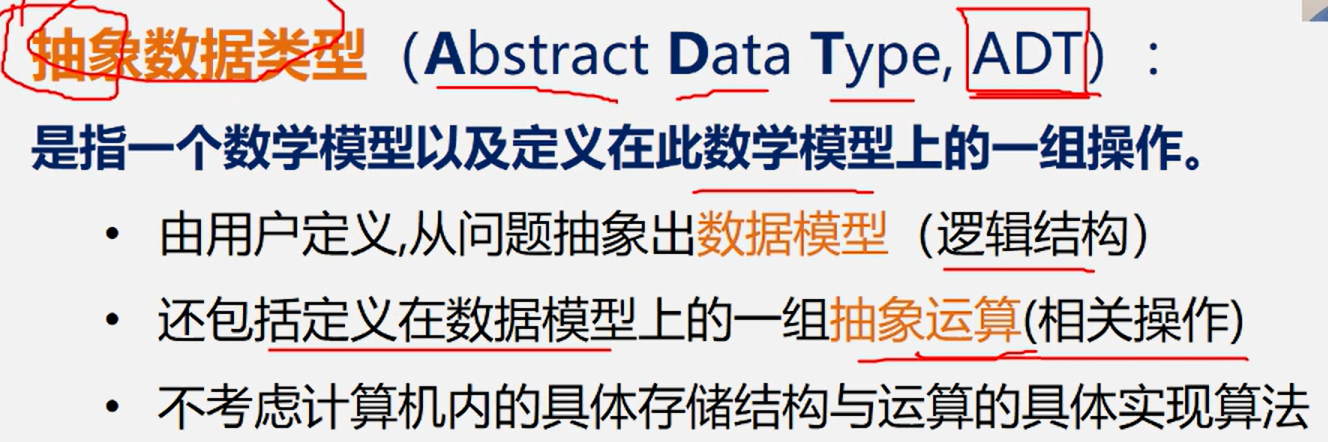 抽象数据类型（Abstract Data Type, ADT）:
是指一个数学模型以及定义在此数学模型上的一组操作。
• 由用户定义,从问题抽象出数据模型（逻辑结构）
• 还包括定义在数据模型上的一组抽象运算(相关操作)
• 不考虑计算机内的具体存储结构与运算的具体实现算法